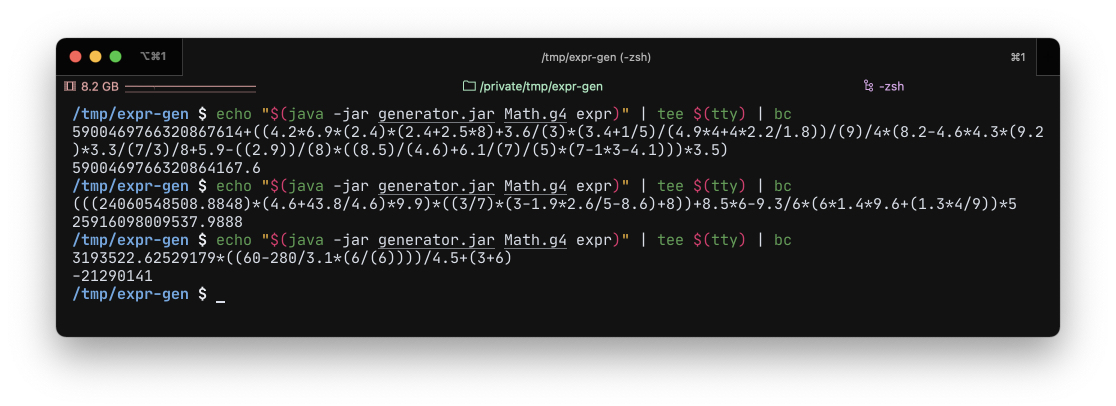 ⌥⌘1 /tmp/expr-gen (-zsh) ⌘1
8.2 GB /private/tmp/expr-gen -zsh
/tmp/expr-gen $ echo "$(java -jar generator.jar Math.g4 expr)" | tee $(tty) | bc
5900469766320867614+((4.2*6.9*(2.4)*(2.4+2.5*8)+3.6/(3)*(3.4+1/5)/(4.9*4+4*2.2/1.8))/(9)/4*(8.2-4.6*4.3*(9.2
)*3.3/(7/3)/8+5.9-((2.9))/(8)*((8.5)/(4.6)+6.1/(7)/(5)*(7-1*3-4.1)))*3.5)
5900469766320864167.6
/tmp/expr-gen $ echo "$(java -jar generator.jar Math.g4 expr)" | tee $(tty) | bc
(((24060548508.8848)*(4.6+43.8/4.6)*9.9)*((3/7)*(3-1.9*2.6/5-8.6)+8))+8.5*6-9.3/6*(6*1.4*9.6+(1.3*4/9))*5
25916098009537.9888
/tmp/expr-gen $ echo "$(java -jar generator.jar Math.g4 expr)" | tee $(tty) | bc
3193522.62529179*((60-280/3.1*(6/(6))))/4.5+(3+6)
-21290141
/tmp/expr-gen $ _